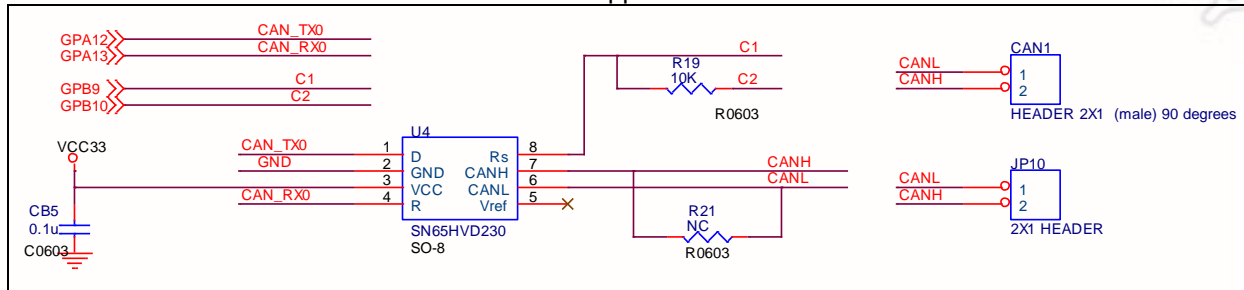 GPA12 CAN_TX0
GPA13 CAN_RX0
GPB9 C1
GPB10 C2
C1
R19
10K C2
R0603
CAN1
CANL 1
CANH 2
HEADER 2X1 (male) 90 degrees
VCC33
CB5
0.1u
C0603
U4
CAN_TX0 1 D Rs 8
GND 2 GND CANH 7 CANH
3 VCC CANL 6 CANL
CAN_RX0 4 R Vref 5
SN65HVD230
SO-8
R21
NC
R0603
JP10
CANL 1
CANH 2
2X1 HEADER